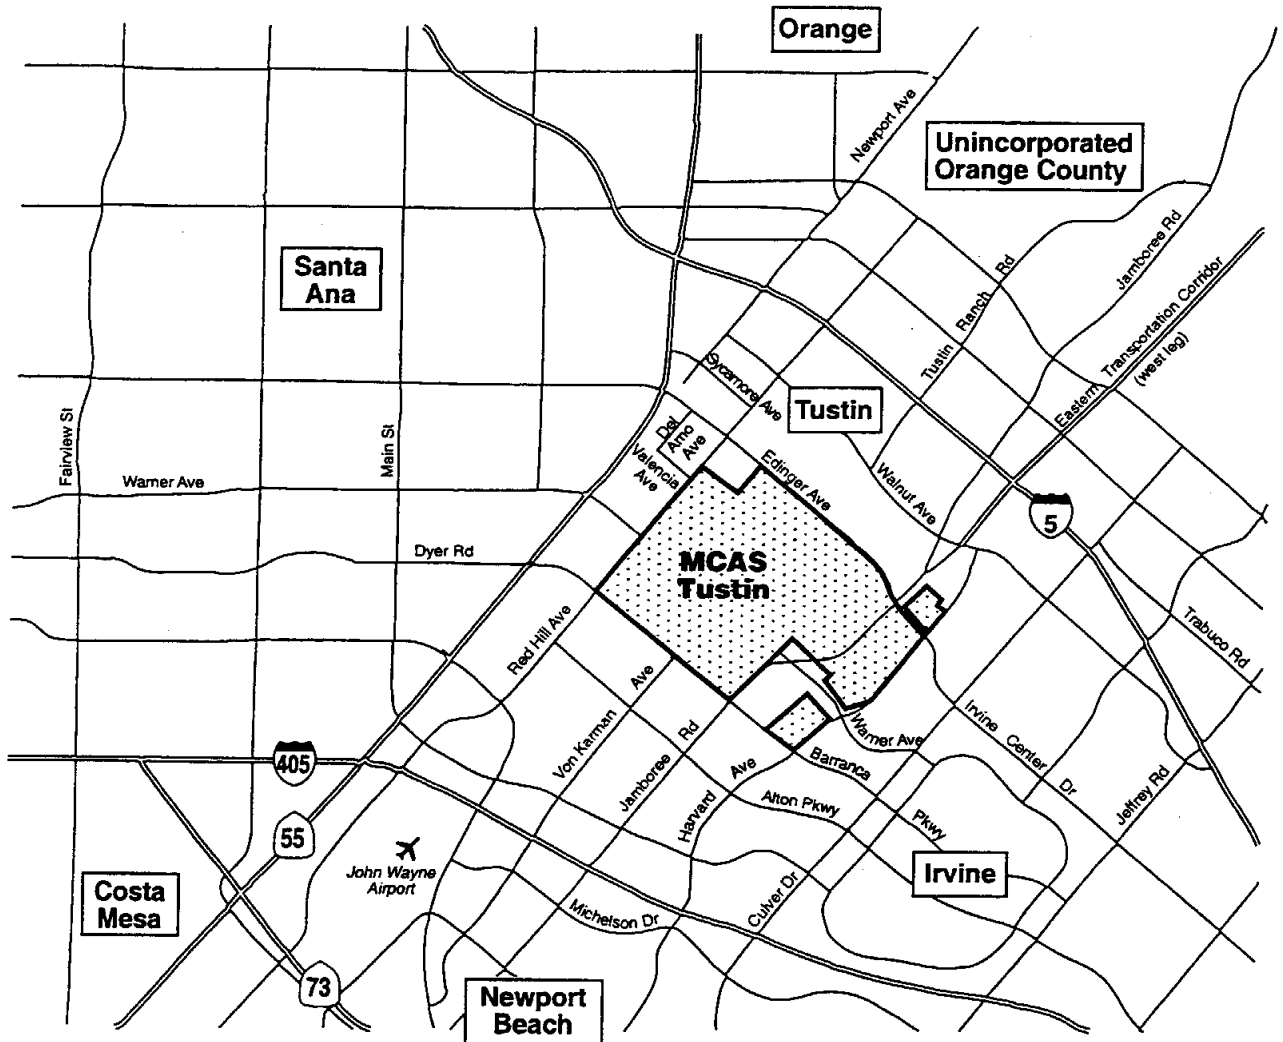 Orange
Newport Ave
Unincorporated
Orange County
Santa
Ana
Tustin Ranch Rd
Jamboree Rd
Eastern Transportation Corridor
(west leg)
Sycamore Ave
Tustin
Fairview St
Main St
Del
Amo
Ave
Valencia
Ave
Edinger Ave
Walnut Ave
Warner Ave
5
Dyer Rd
MCAS
Tustin
Red Hill Ave
Trabuco Rd
Von Karman Ave
Jamboree Rd
Warner Ave
Irvine Center Dr
405
Harvard Ave
Barranca Pkwy
Alton Pkwy
Jeffrey Rd
55
John Wayne
Airport
Irvine
Costa
Mesa
Culver Dr
Michelson Dr
73
Newport
Beach